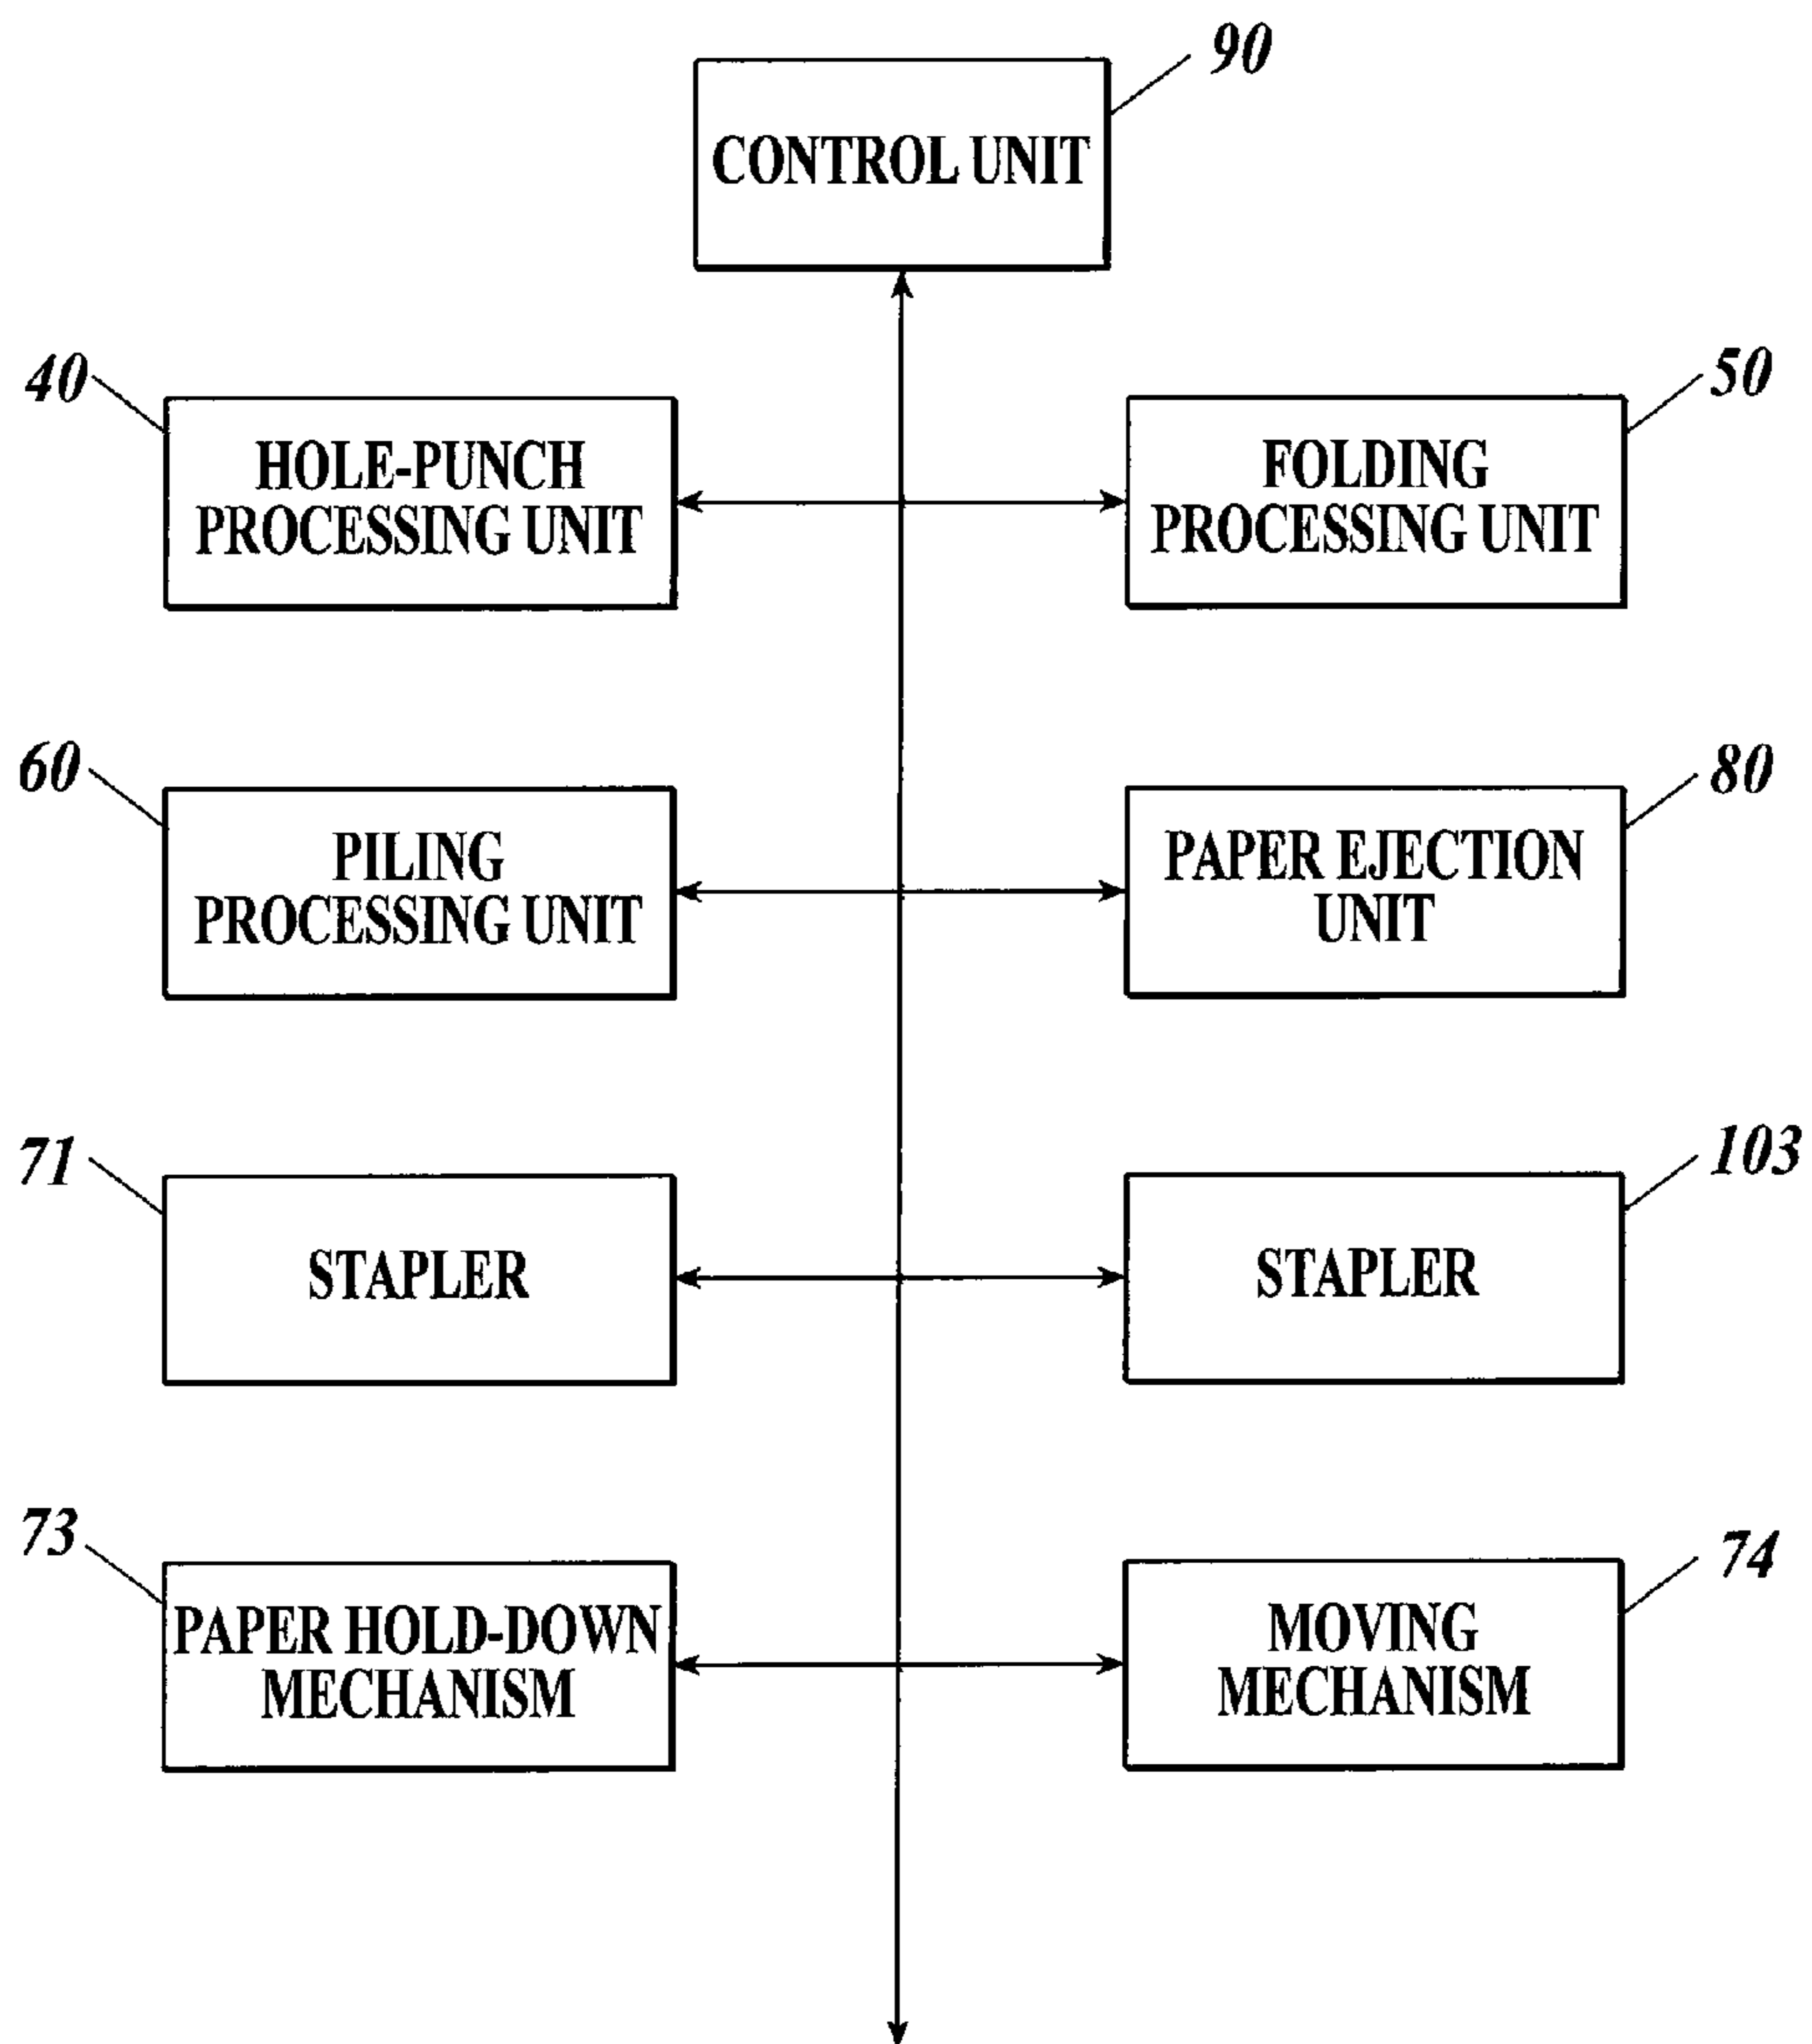 90
CONTROL UNIT
40
HOLE-PUNCH
PROCESSING UNIT
50
FOLDING
PROCESSING UNIT
60
PILING
PROCESSING UNIT
80
PAPER EJECTION
UNIT
71
STAPLER
103
STAPLER
73
PAPER HOLD-DOWN
MECHANISM
74
MOVING
MECHANISM